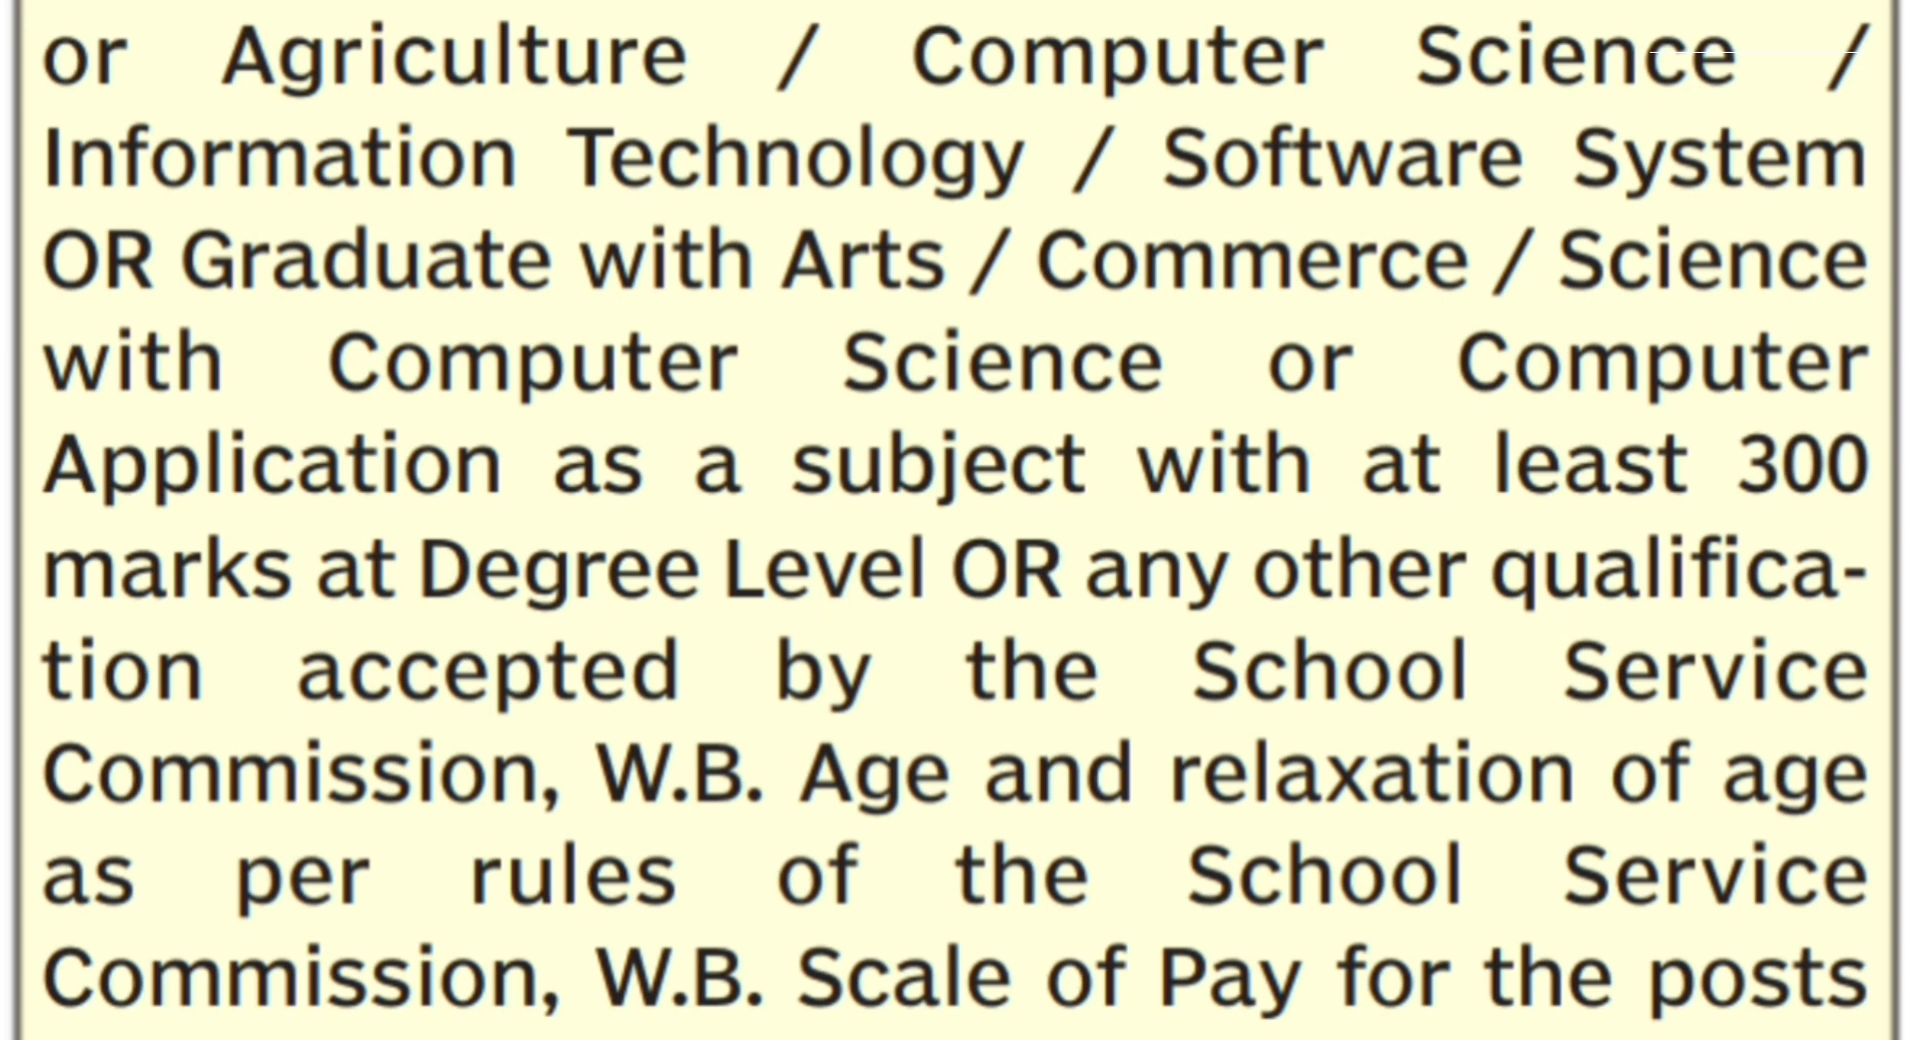 or Agriculture / Computer Science /
Information Technology / Software System
OR Graduate with Arts / Commerce / Science
with Computer Science or Computer
Application as a subject with at least 300
marks at Degree Level OR any other qualifica-
tion accepted by the School Service
Commission, W.B. Age and relaxation of age
as per rules of the School Service
Commission, W.B. Scale of Pay for the posts